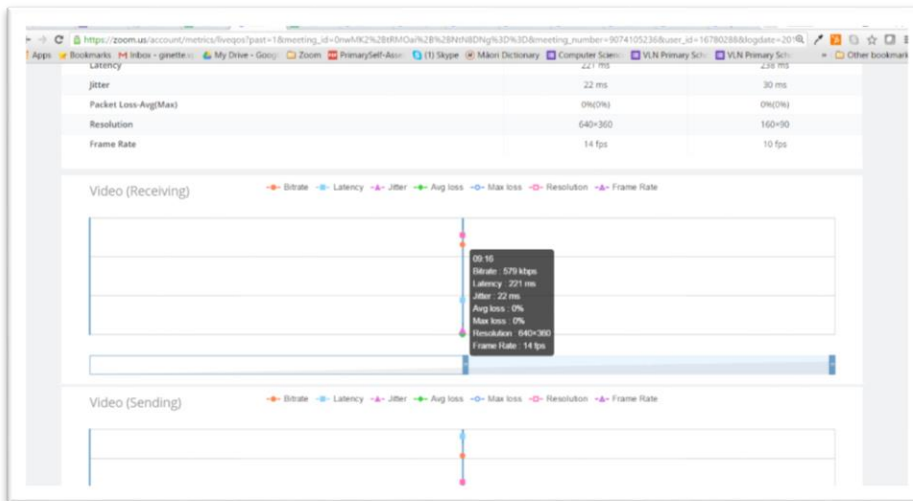 https://zoom.us/account/metrics/liveqos?past=1&meeting_id=0nwMK2%2BtRMOai%2B%2BNtN8DNg%3D%3D&meeting_number=9074105236&user_id=16780288&logdate=201
Apps Bookmarks Inbox - ginette My Drive - Goog Zoom PrimarySelf-Asse (1) Skype Māori Dictionary Computer Scien VLN Primary Sch VLN Primary Sch » Other bookmark
Latency 221 ms 238 ms
Jitter 22 ms 30 ms
Packet Loss-Avg(Max) 0%(0%) 0%(0%)
Resolution 640×360 160×90
Frame Rate 14 fps 10 fps
Video (Receiving) Bitrate Latency Jitter Avg loss Max loss Resolution Frame Rate
09:16
Bitrate : 579 kbps
Latency : 221 ms
Jitter : 22 ms
Avg loss : 0%
Max loss : 0%
Resolution : 640×360
Frame Rate : 14 fps
Video (Sending) Bitrate Latency Jitter Avg loss Max loss Resolution Frame Rate